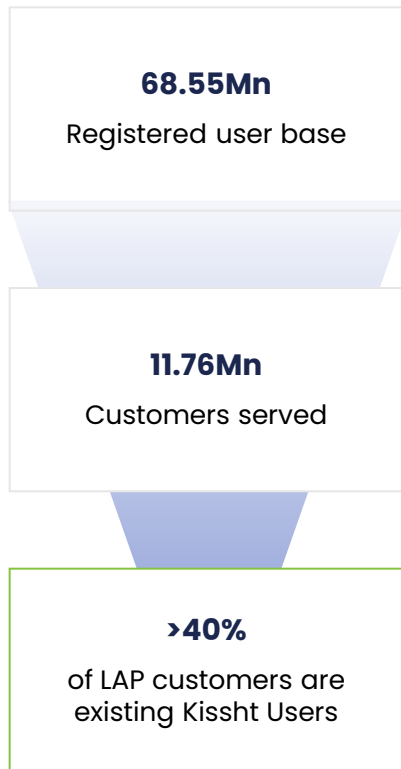 68.55Mn
Registered user base
11.76Mn
Customers served
>40%
of LAP customers are
existing Kissht Users